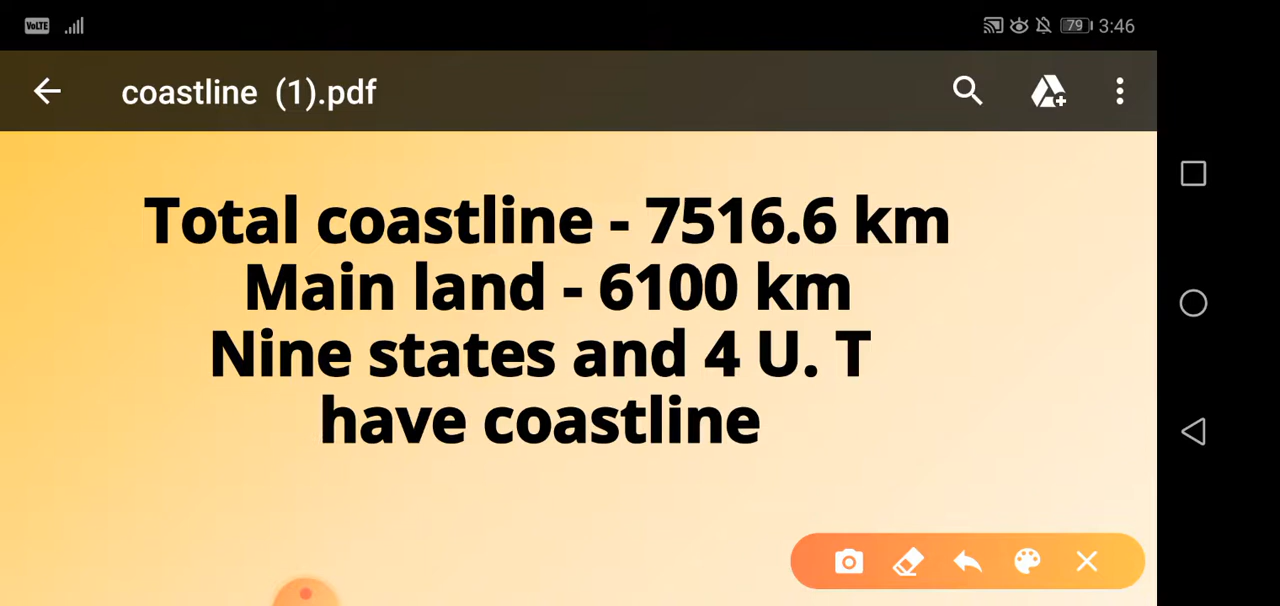 VoLTE
79 3:46
coastline (1).pdf
Total coastline - 7516.6 km
Main land - 6100 km
Nine states and 4 U. T
have coastline